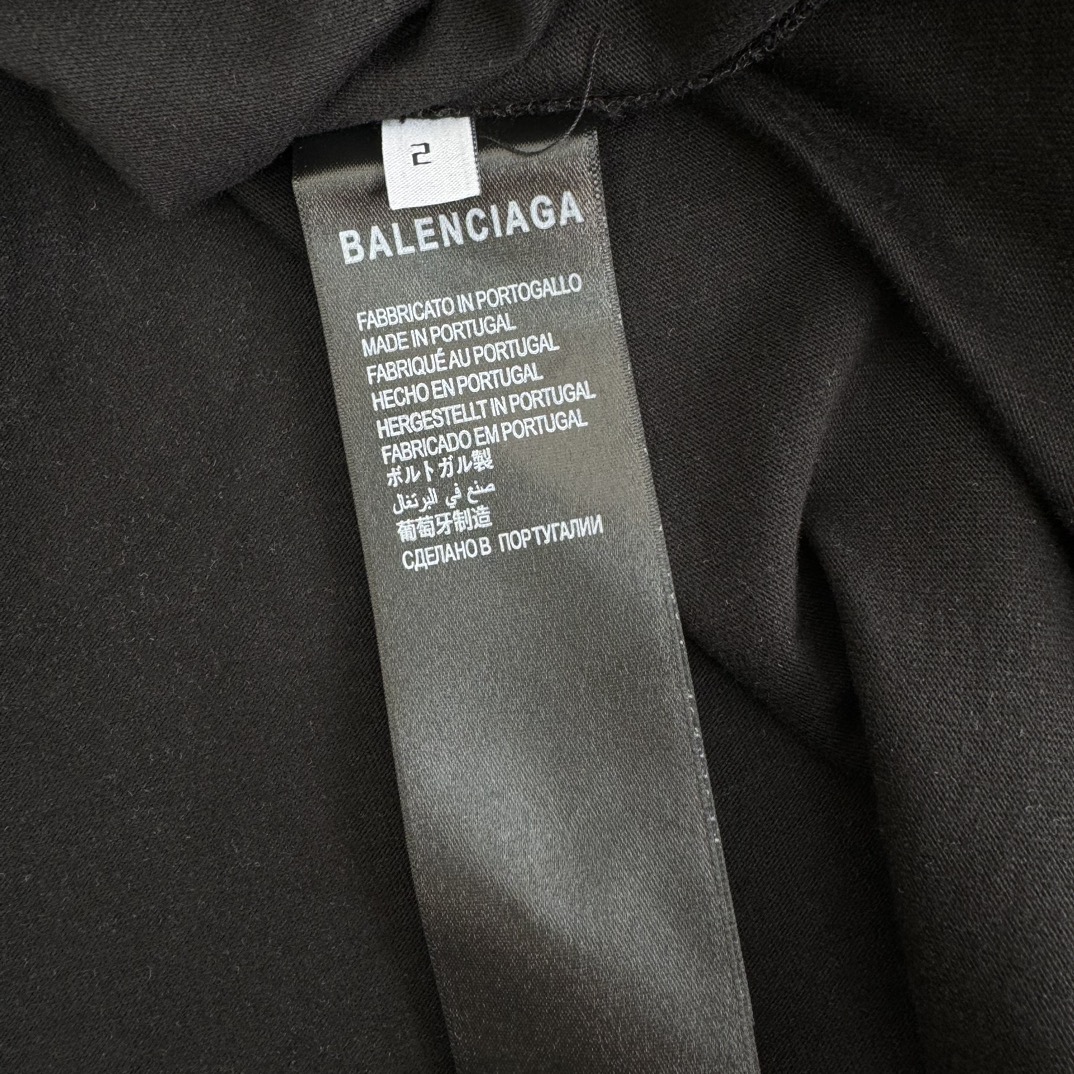 2
BALENCIAGA
FABBRICATO IN PORTOGALLO
MADE IN PORTUGAL
FABRIQUÉ AU PORTUGAL
HECHO EN PORTUGAL
HERGESTELLT IN PORTUGAL
FABRICADO EM PORTUGAL
ポルトガル製
صنع في البرتغال
葡萄牙制造
СДЕЛАНО В ПОРТУГАЛИИ